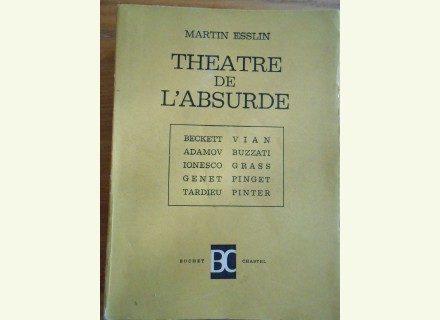 MARTIN ESSLIN
THEATRE
DE
L'ABSURDE
BECKETT VIAN
ADAMOV BUZZATI
IONESCO GRASS
GENET PINGET
TARDIEU PINTER
BUCHET BC CHASTEL